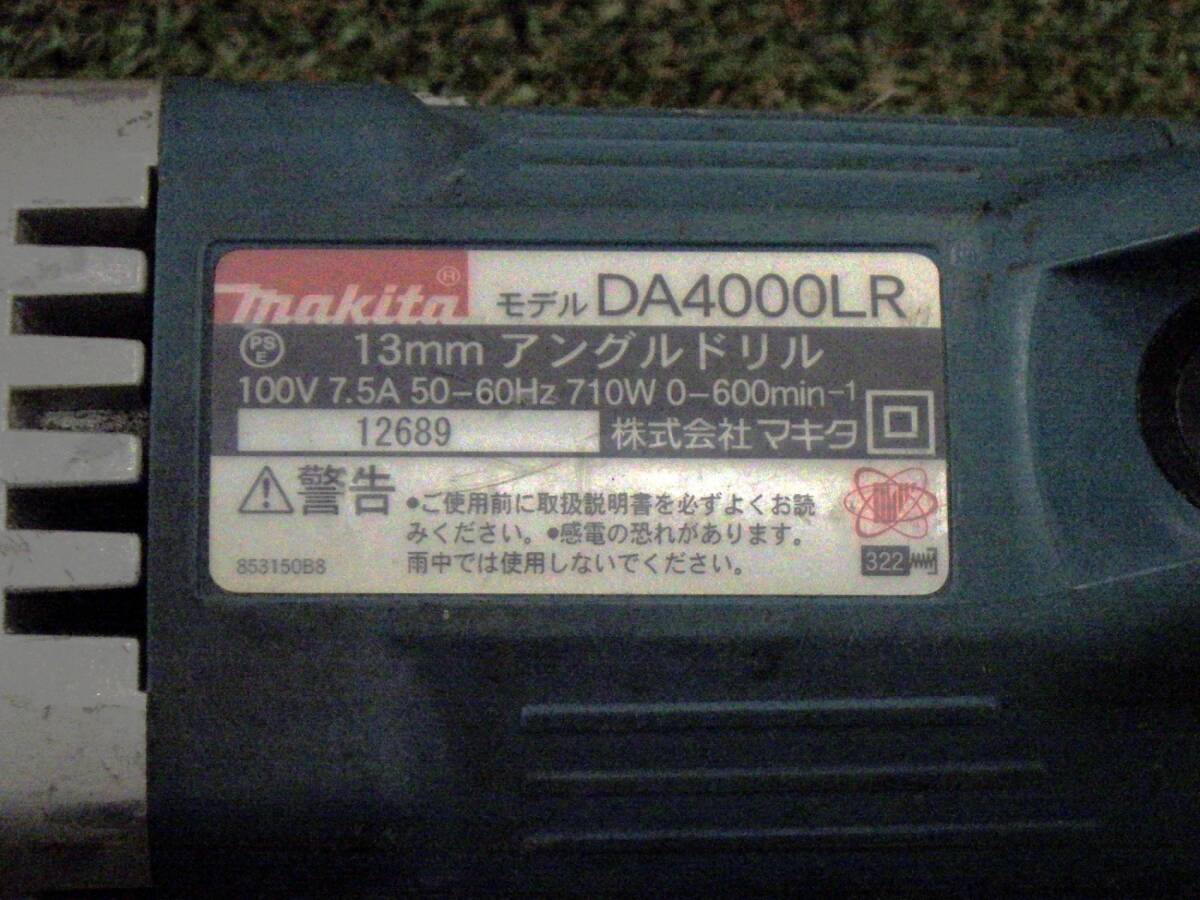 makita®
モデル DA4000LR
PS
E
13mm アングルドリル
100V 7.5A 50-60Hz 710W 0-600min-1
12689 株式会社マキタ
警告
•ご使用前に取扱説明書を必ずよくお読
みください。•感電の恐れがあります。
雨中では使用しないでください。
853150B8
322